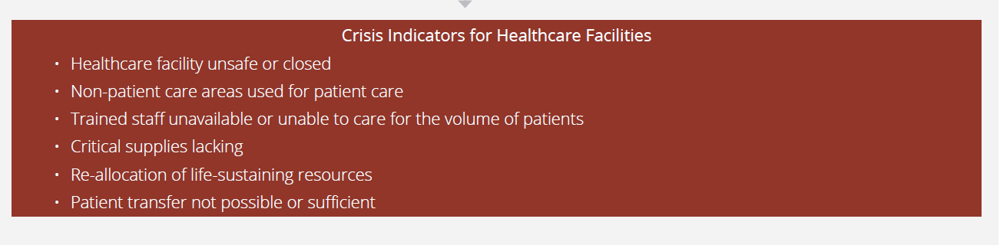 Crisis Indicators for Healthcare Facilities
• Healthcare facility unsafe or closed
• Non-patient care areas used for patient care
• Trained staff unavailable or unable to care for the volume of patients
• Critical supplies lacking
• Re-allocation of life-sustaining resources
• Patient transfer not possible or sufficient